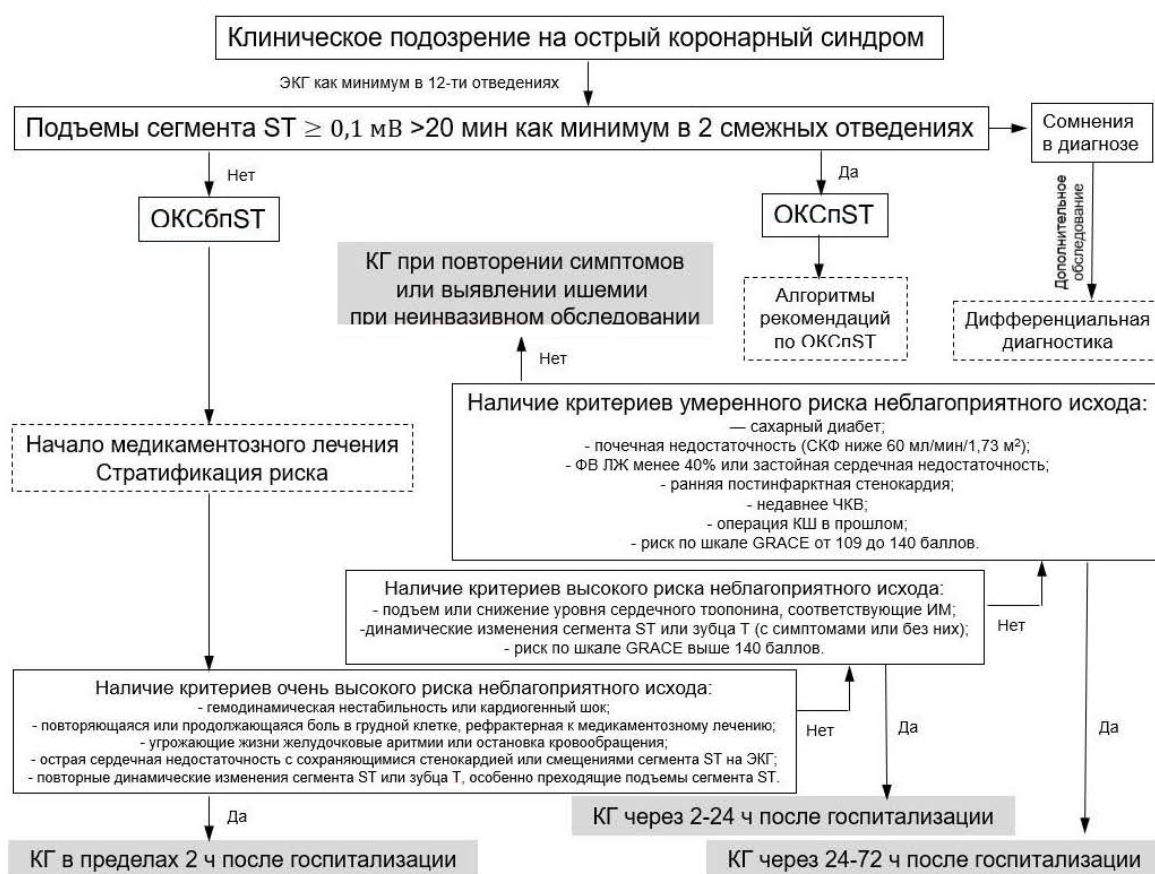 Клиническое подозрение на острый коронарный синдром
ЭКГ как минимум в 12-ти отведениях
Подъемы сегмента ST ≥ 0,1 мВ >20 мин как минимум в 2 смежных отведениях
Сомнения
в диагнозе
Нет
Да
ОКСбпST
ОКСпST
Дополнительное
обследование
КГ при повторении симптомов
или выявлении ишемии
при неинвазивном обследовании
Алгоритмы
рекомендаций
по ОКСпST
Дифференциальная
диагностика
Нет
Наличие критериев умеренного риска неблагоприятного исхода:
— сахарный диабет;
- почечная недостаточность (СКФ ниже 60 мл/мин/1,73 м²);
- ФВ ЛЖ менее 40% или застойная сердечная недостаточность;
- ранняя постинфарктная стенокардия;
- недавнее ЧКВ;
- операция КШ в прошлом;
- риск по шкале GRACE от 109 до 140 баллов.
Начало медикаментозного лечения
Стратификация риска
Наличие критериев высокого риска неблагоприятного исхода:
- подъем или снижение уровня сердечного тропонина, соответствующие ИМ;
-динамические изменения сегмента ST или зубца T (с симптомами или без них);
- риск по шкале GRACE выше 140 баллов.
Нет
Наличие критериев очень высокого риска неблагоприятного исхода:
- гемодинамическая нестабильность или кардиогенный шок;
- повторяющаяся или продолжающаяся боль в грудной клетке, рефрактерная к медикаментозному лечению;
- угрожающие жизни желудочковые аритмии или остановка кровообращения;
- острая сердечная недостаточность с сохраняющимися стенокардией или смещениями сегмента ST на ЭКГ;
- повторные динамические изменения сегмента ST или зубца T, особенно преходящие подъемы сегмента ST.
Нет
Да
Да
Да
КГ через 2-24 ч после госпитализации
КГ в пределах 2 ч после госпитализации
КГ через 24-72 ч после госпитализации